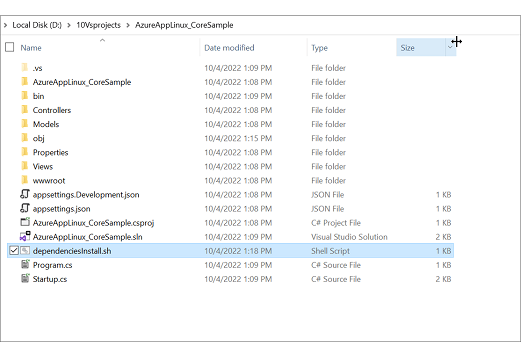 Local Disk (D:) > 10Vsprojects > AzureAppLinux_CoreSample
Name Date modified Type Size
.vs 10/4/2022 1:09 PM File folder
AzureAppLinux_CoreSample 10/4/2022 1:08 PM File folder
bin 10/4/2022 1:09 PM File folder
Controllers 10/4/2022 1:08 PM File folder
Models 10/4/2022 1:08 PM File folder
obj 10/4/2022 1:15 PM File folder
Properties 10/4/2022 1:08 PM File folder
Views 10/4/2022 1:08 PM File folder
wwwroot 10/4/2022 1:08 PM File folder
appsettings.Development.json 10/4/2022 1:08 PM JSON File 1 KB
appsettings.json 10/4/2022 1:08 PM JSON File 1 KB
AzureAppLinux_CoreSample.csproj 10/4/2022 1:08 PM C# Project File 1 KB
AzureAppLinux_CoreSample.sln 10/4/2022 1:09 PM Visual Studio Solution 2 KB
dependenciesInstall.sh 10/4/2022 1:18 PM Shell Script 1 KB
Program.cs 10/4/2022 1:09 PM C# Source File 1 KB
Startup.cs 10/4/2022 1:08 PM C# Source File 2 KB